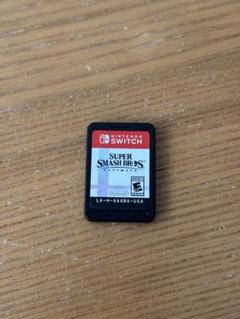 NINTENDO
SWITCH
SUPER
SMASH BROS.
ULTIMATE
E
LA-H-AAABA-USA